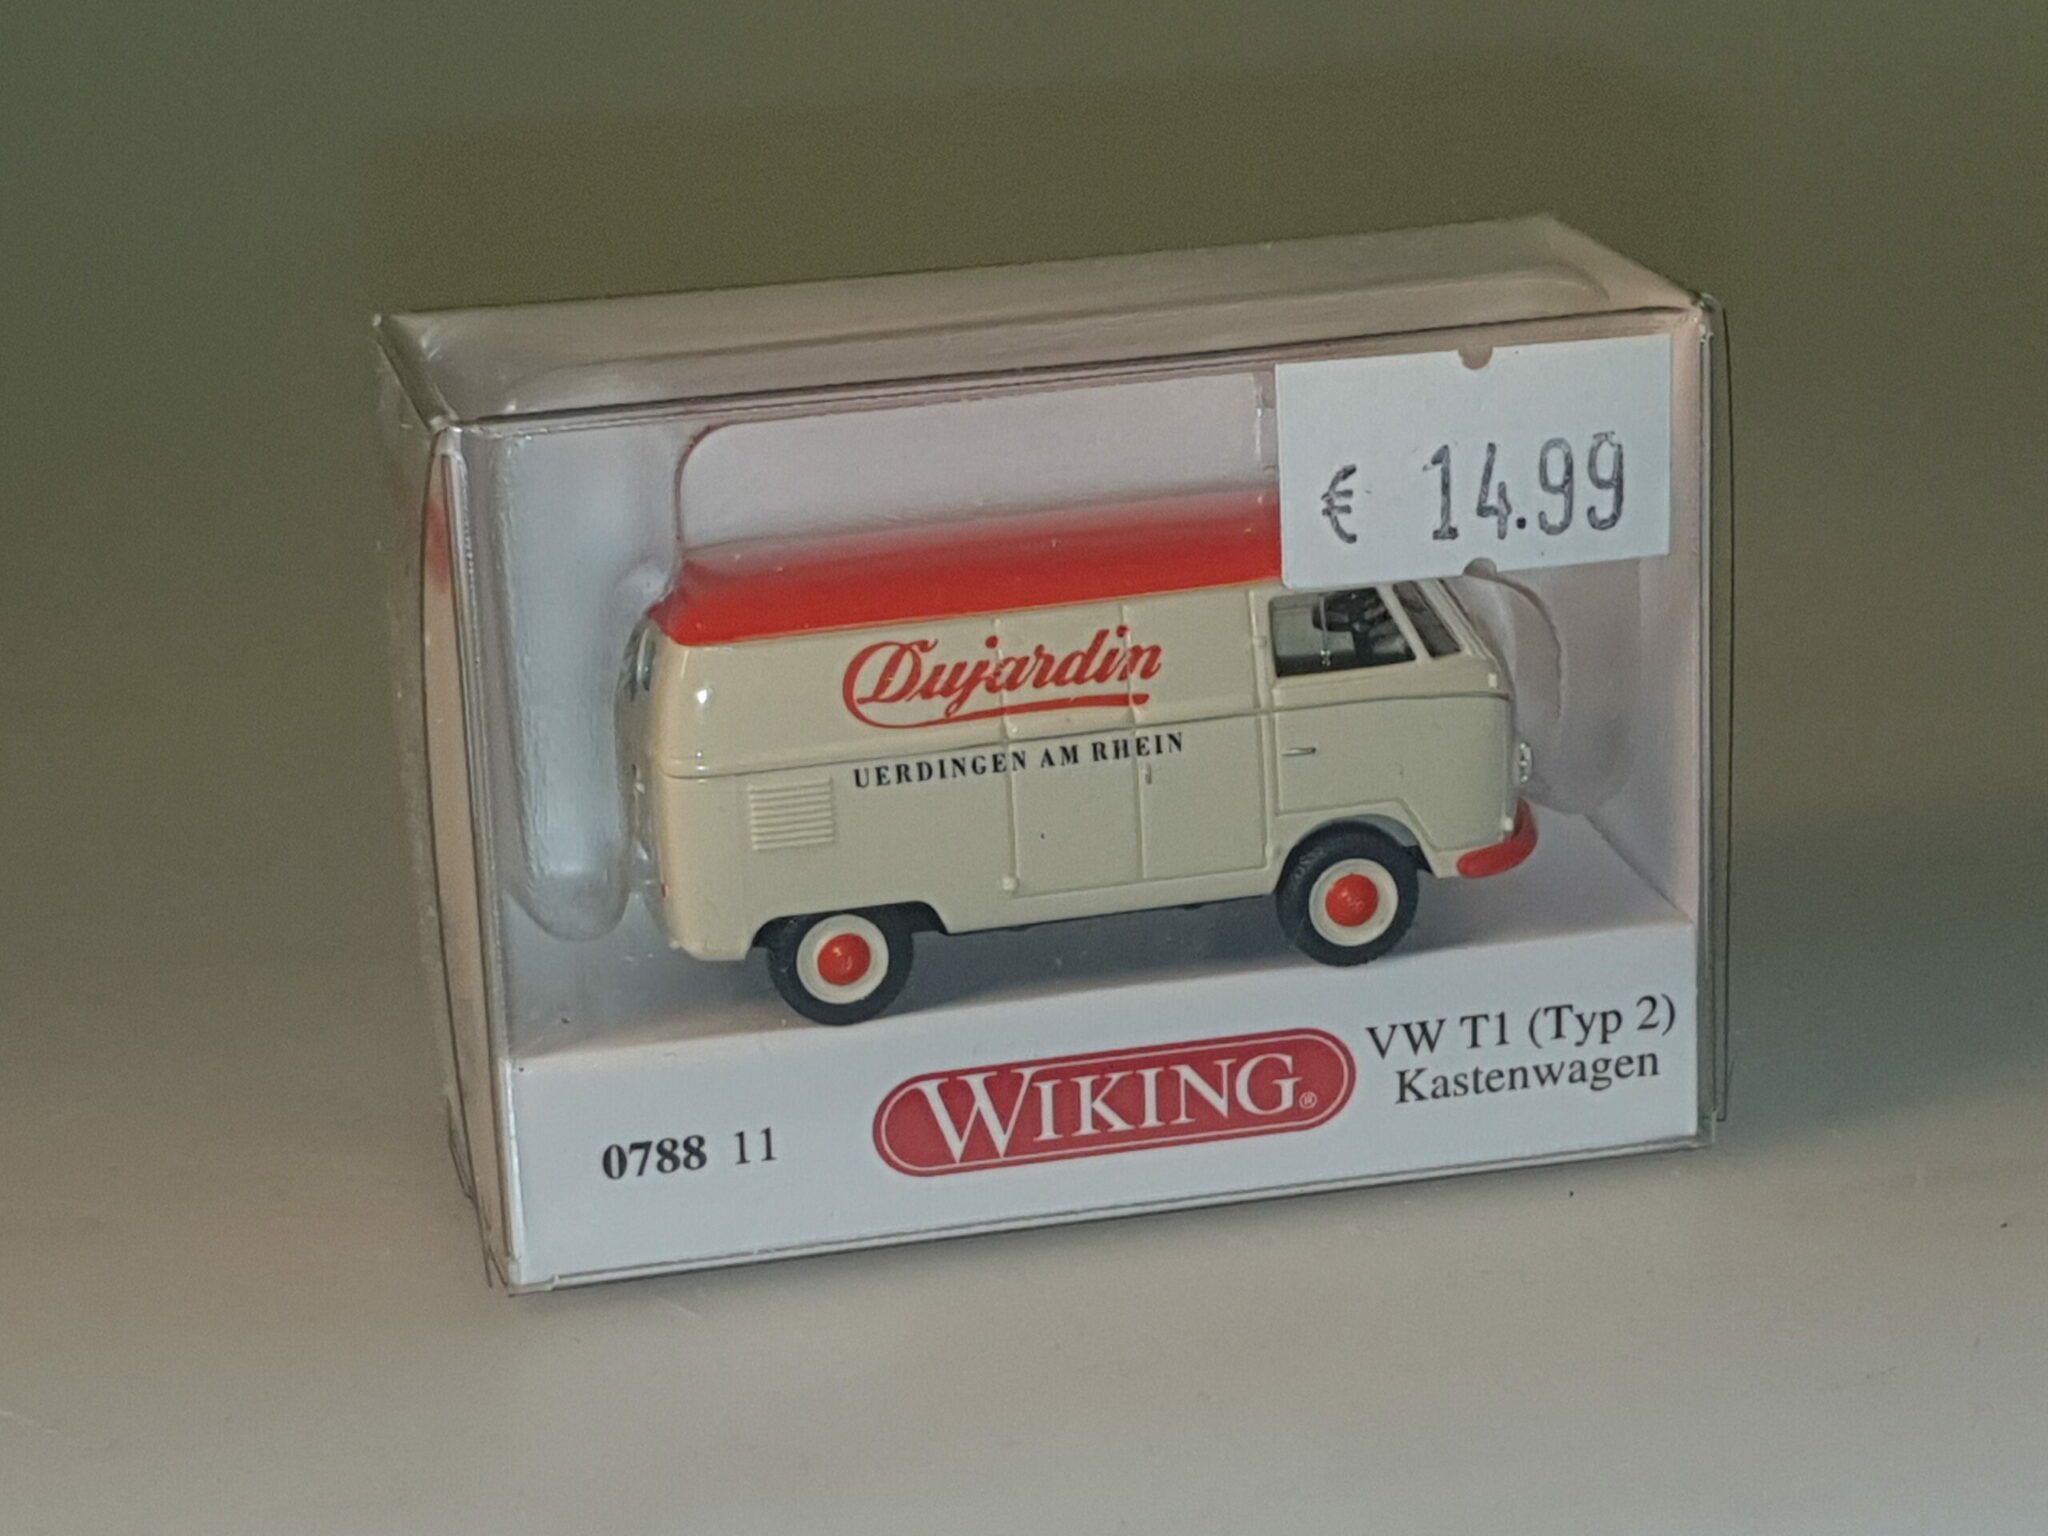 € 14.99
Dujardin
UERDINGEN AM RHEIN
0788 11
WIKING®
VW T1 (Typ 2)
Kastenwagen